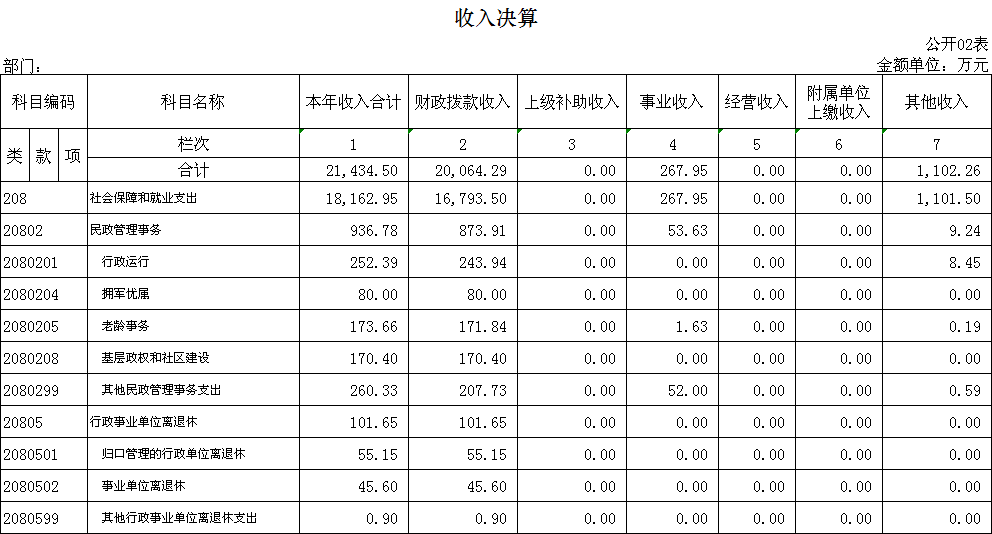 收入决算
公开02表
部门： 金额单位：万元
科目编码 科目名称 本年收入合计 财政拨款收入 上级补助收入 事业收入 经营收入 附属单位上缴收入 其他收入
类 款 项 栏次 1 2 3 4 5 6 7
合计 21,434.50 20,064.29 0.00 267.95 0.00 0.00 1,102.26
208 社会保障和就业支出 18,162.95 16,793.50 0.00 267.95 0.00 0.00 1,101.50
20802 民政管理事务 936.78 873.91 0.00 53.63 0.00 0.00 9.24
2080201 行政运行 252.39 243.94 0.00 0.00 0.00 0.00 8.45
2080204 拥军优属 80.00 80.00 0.00 0.00 0.00 0.00 0.00
2080205 老龄事务 173.66 171.84 0.00 1.63 0.00 0.00 0.19
2080208 基层政权和社区建设 170.40 170.40 0.00 0.00 0.00 0.00 0.00
2080299 其他民政管理事务支出 260.33 207.73 0.00 52.00 0.00 0.00 0.59
20805 行政事业单位离退休 101.65 101.65 0.00 0.00 0.00 0.00 0.00
2080501 归口管理的行政单位离退休 55.15 55.15 0.00 0.00 0.00 0.00 0.00
2080502 事业单位离退休 45.60 45.60 0.00 0.00 0.00 0.00 0.00
2080599 其他行政事业单位离退休支出 0.90 0.90 0.00 0.00 0.00 0.00 0.00